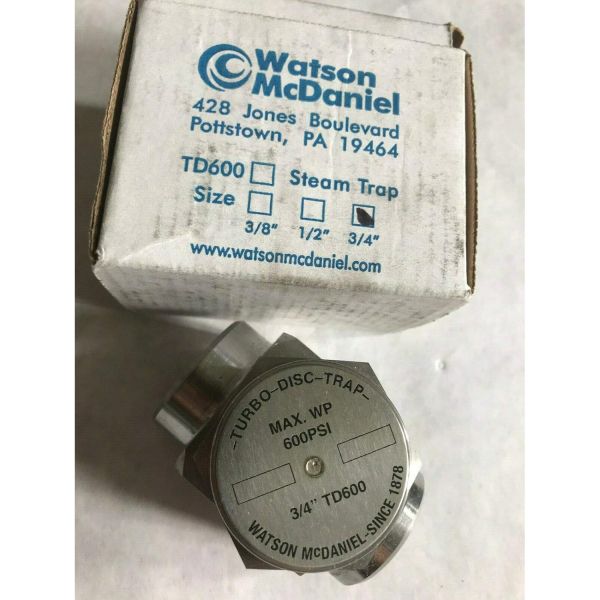 Watson
McDaniel
428 Jones Boulevard
Pottstown, PA 19464
TD600 Steam Trap
Size
3/8" 1/2" 3/4"
www.watsonmcdaniel.com
-TURBO-DISC-TRAP-
MAX. WP
600PSI
3/4" TD600
WATSON McDANIEL-SINCE 1878